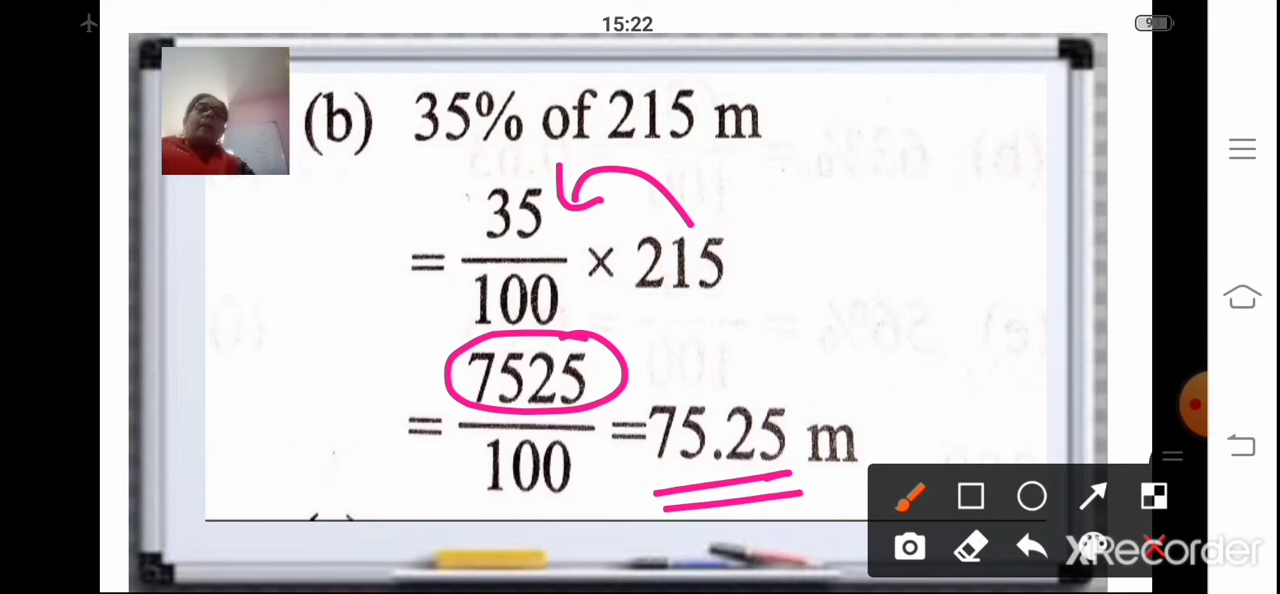 15:22
(b) 35% of 215 m
= 35/100 × 215
= 7525/100 = 75.25 m
XRecorder